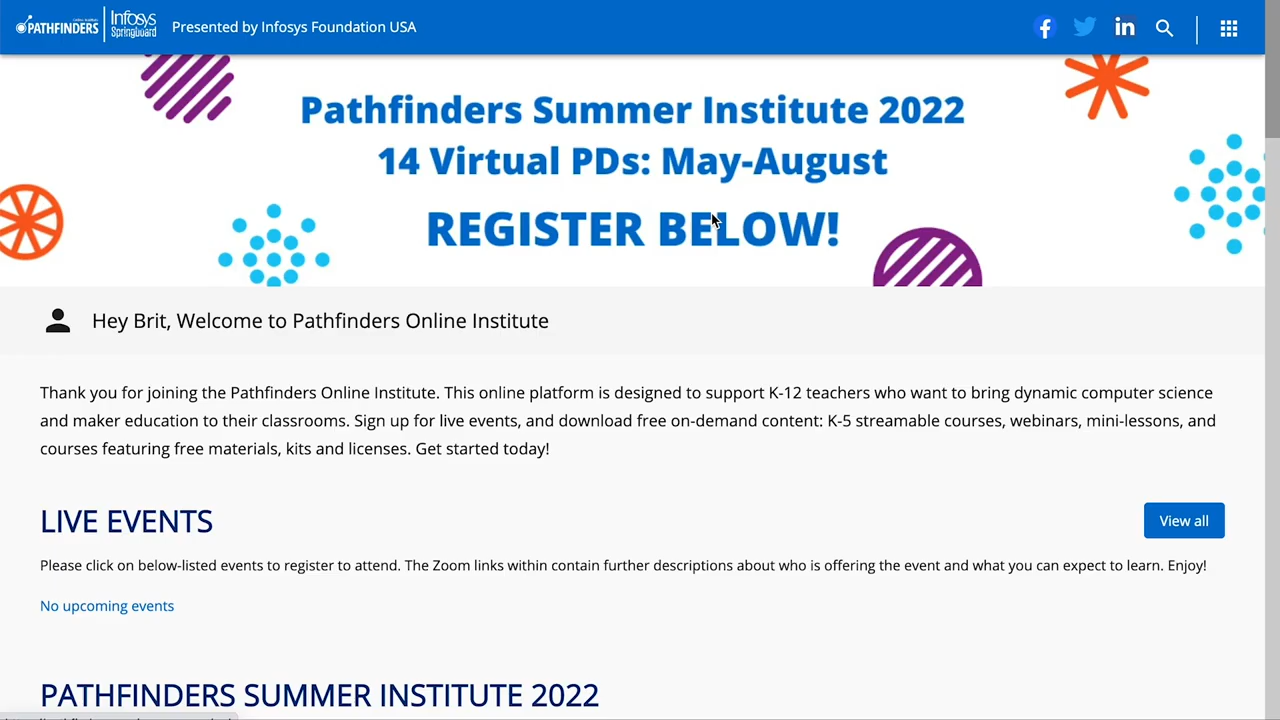 PATHFINDERS
Infosys
Springboard
Presented by Infosys Foundation USA
in
Pathfinders Summer Institute 2022
14 Virtual PDs: May-August
REGISTER BELOW!
Hey Brit, Welcome to Pathfinders Online Institute
Thank you for joining the Pathfinders Online Institute. This online platform is designed to support K-12 teachers who want to bring dynamic computer science
and maker education to their classrooms. Sign up for live events, and download free on-demand content: K-5 streamable courses, webinars, mini-lessons, and
courses featuring free materials, kits and licenses. Get started today!
LIVE EVENTS
View all
Please click on below-listed events to register to attend. The Zoom links within contain further descriptions about who is offering the event and what you can expect to learn. Enjoy!
No upcoming events
PATHFINDERS SUMMER INSTITUTE 2022